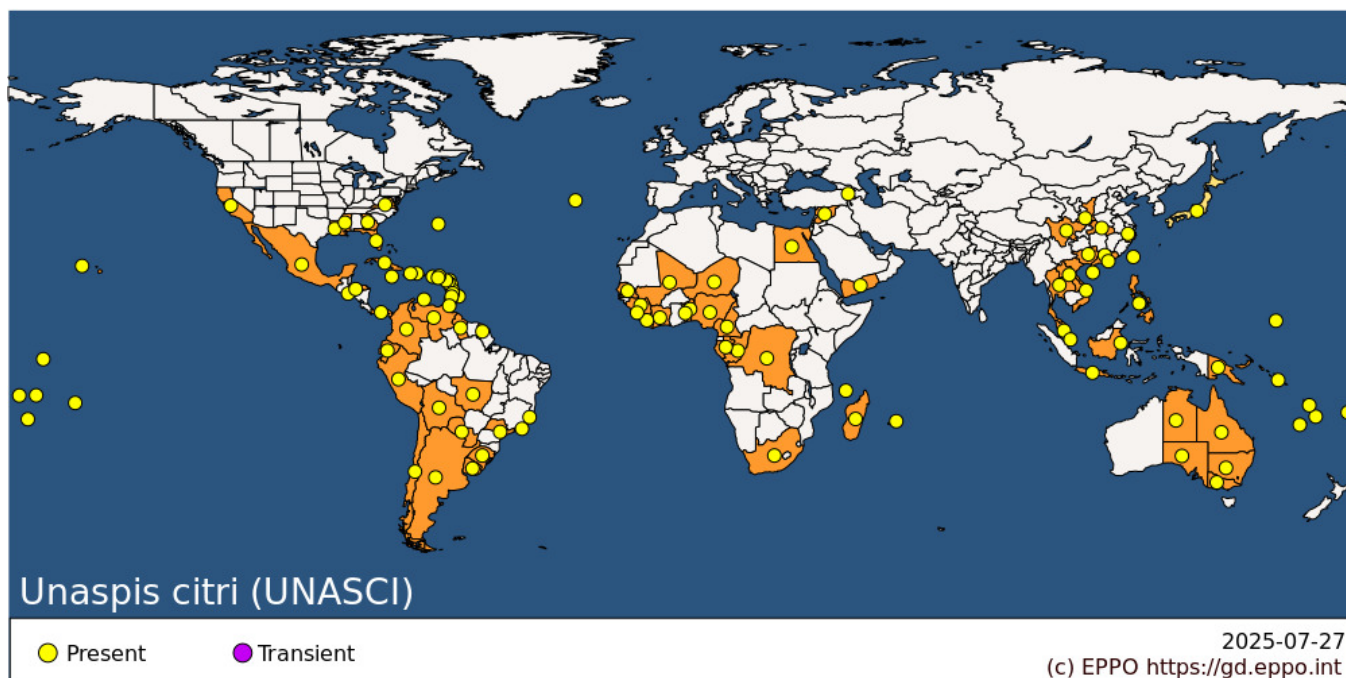 Unaspis citri (UNASCI)
Present
Transient
2025-07-27
(c) EPPO https://gd.eppo.int